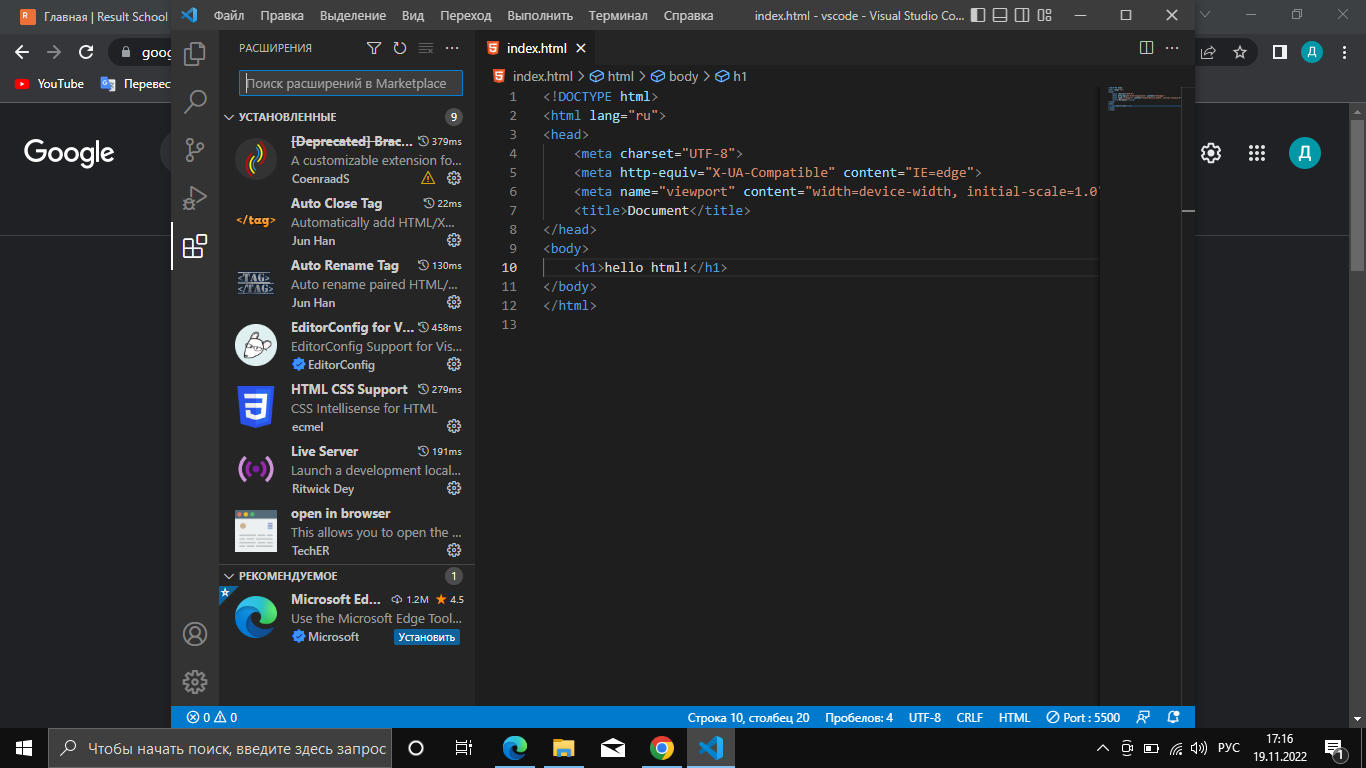 Главная | Result School
Файл Правка Выделение Вид Переход Выполнить Терминал Справка
index.html - vscode - Visual Studio Co...
goog
YouTube
Перевес
Google
Д
Д
РАСШИРЕНИЯ
Поиск расширений в Marketplace
УСТАНОВЛЕННЫЕ 9
[Deprecated] Brac... 379ms
A customizable extension fo...
CoenraadS
Auto Close Tag 22ms
</tag>
Automatically add HTML/X...
Jun Han
Auto Rename Tag 130ms
<TAG>
</TAG>
Auto rename paired HTML/...
Jun Han
EditorConfig for V... 458ms
EditorConfig Support for Vis...
EditorConfig
HTML CSS Support 279ms
CSS Intellisense for HTML
ecmel
Live Server 191ms
Launch a development local...
Ritwick Dey
open in browser
This allows you to open the ...
TechER
РЕКОМЕНДУЕМОЕ 1
Microsoft Ed... 1.2M 4.5
Use the Microsoft Edge Tool...
Microsoft Установить
index.html
index.html > html > body > h1
1 <!DOCTYPE html>
2 <html lang="ru">
3 <head>
4 <meta charset="UTF-8">
5 <meta http-equiv="X-UA-Compatible" content="IE=edge">
6 <meta name="viewport" content="width=device-width, initial-scale=1.0"
7 <title>Document</title>
8 </head>
9 <body>
10 <h1>hello html!</h1>
11 </body>
12 </html>
13
0 0
Строка 10, столбец 20 Пробелов: 4 UTF-8 CRLF HTML Port : 5500
Чтобы начать поиск, введите здесь запрос
РУС
17:16
19.11.2022
1